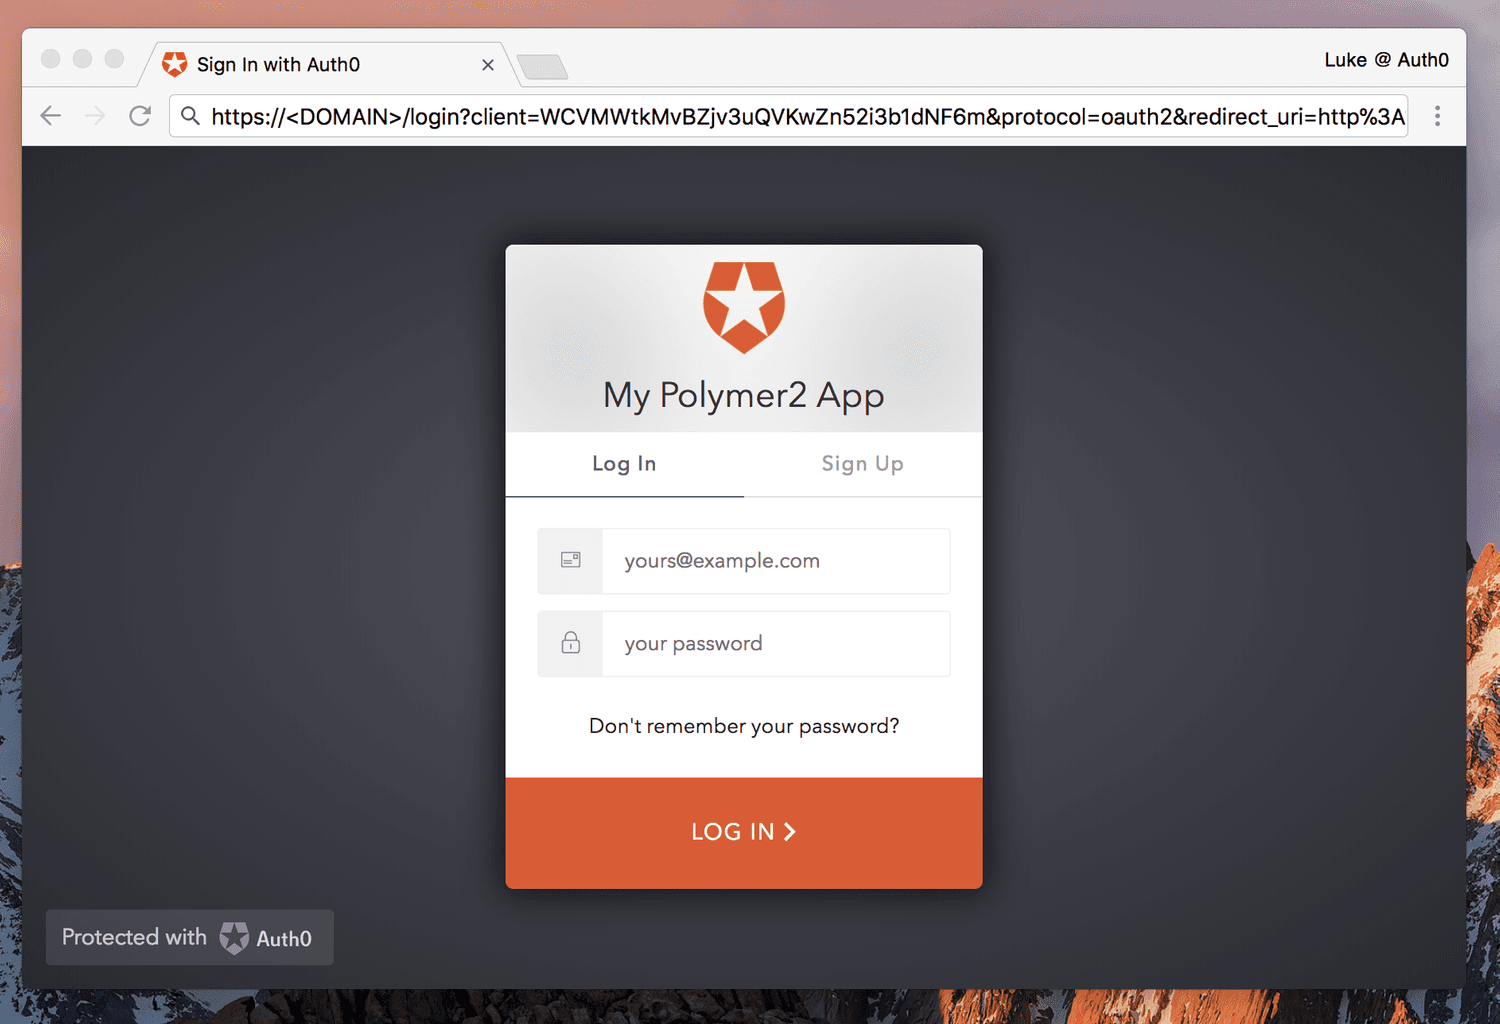 Sign In with Auth0
Luke @ Auth0
https://<DOMAIN>/login?client=WCVMWtkMvBZjv3uQVKwZn52i3b1dNF6m&protocol=oauth2&redirect_uri=http%3A
My Polymer2 App
Log In
Sign Up
yours@example.com
your password
Don't remember your password?
LOG IN
Protected with Auth0